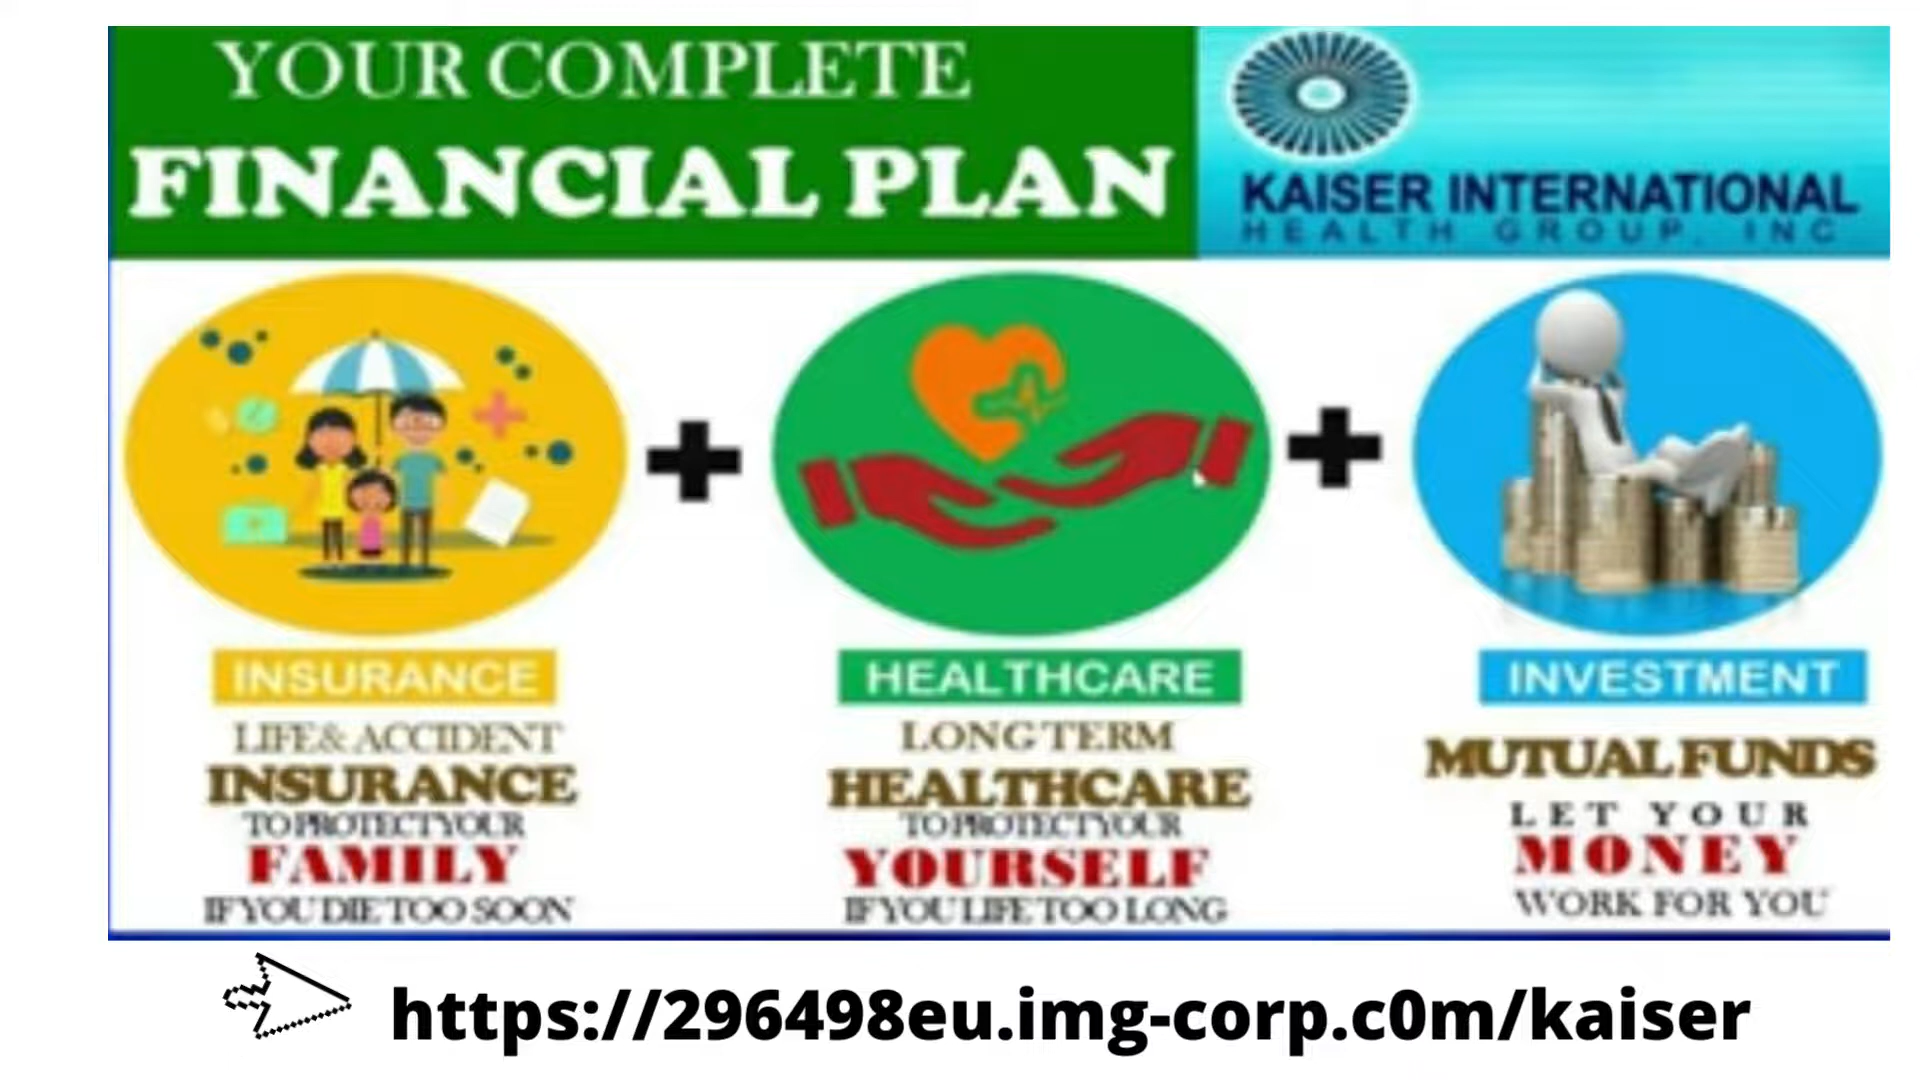 YOUR COMPLETE
FINANCIAL PLAN
KAISER INTERNATIONAL
HEALTH GROUP, INC
INSURANCE
LIFE & ACCIDENT
INSURANCE
TO PROTECT YOUR
FAMILY
IF YOU DIE TOO SOON
HEALTHCARE
LONG TERM
HEALTHCARE
TO PROTECT YOUR
YOURSELF
IF YOU LIFE TOO LONG
INVESTMENT
MUTUAL FUNDS
LET YOUR
MONEY
WORK FOR YOU
https://296498eu.img-corp.c0m/kaiser